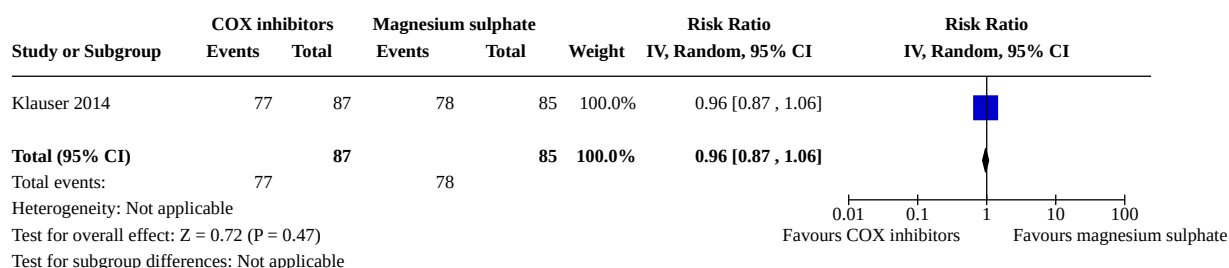 COX inhibitors Magnesium sulphate Risk Ratio Risk Ratio
Study or Subgroup Events Total Events Total Weight IV, Random, 95% CI IV, Random, 95% CI
Klauser 2014 77 87 78 85 100.0% 0.96 [0.87 , 1.06]
Total (95% CI) 87 85 100.0% 0.96 [0.87 , 1.06]
Total events: 77 78
Heterogeneity: Not applicable
0.01 0.1 1 10 100
Test for overall effect: Z = 0.72 (P = 0.47)
Favours COX inhibitors Favours magnesium sulphate
Test for subgroup differences: Not applicable